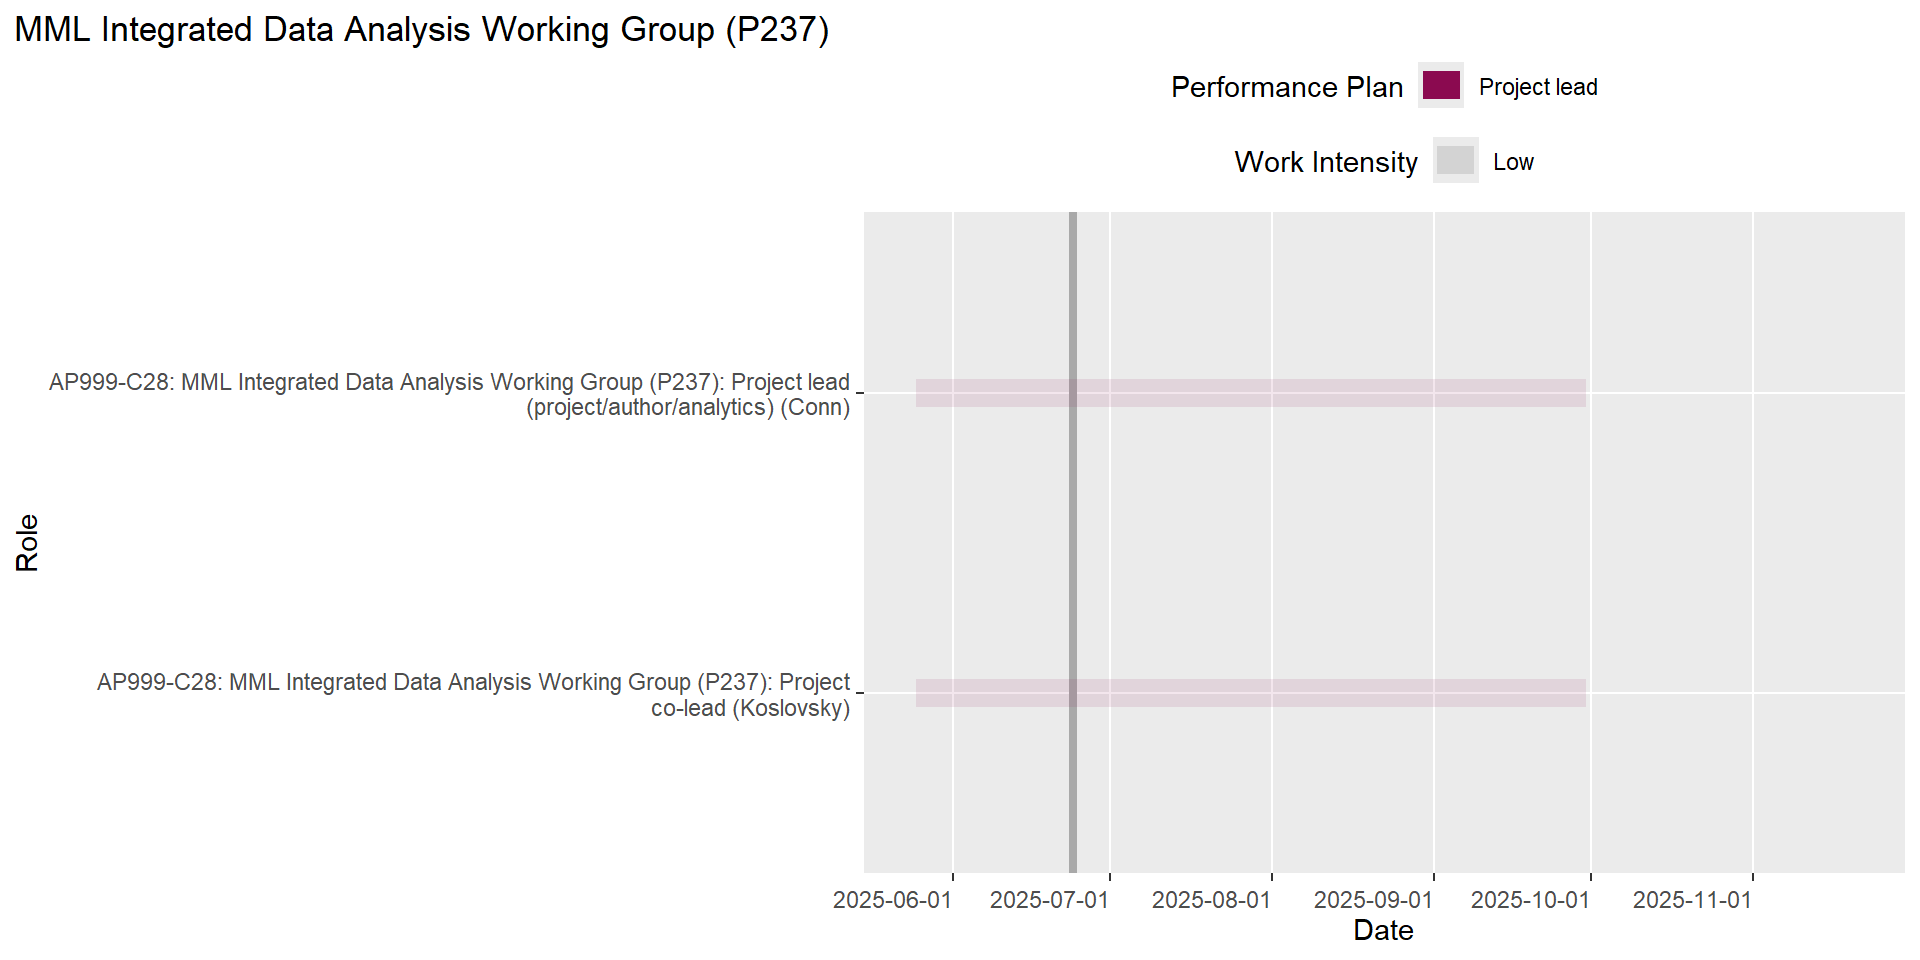 MML Integrated Data Analysis Working Group (P237)
Performance Plan
Project lead
Work Intensity
Low
AP999-C28: MML Integrated Data Analysis Working Group (P237): Project lead
(project/author/analytics) (Conn)
Role
AP999-C28: MML Integrated Data Analysis Working Group (P237): Project
co-lead (Koslovsky)
2025-06-01
2025-07-01
2025-08-01
2025-09-01
2025-10-01
2025-11-01
Date